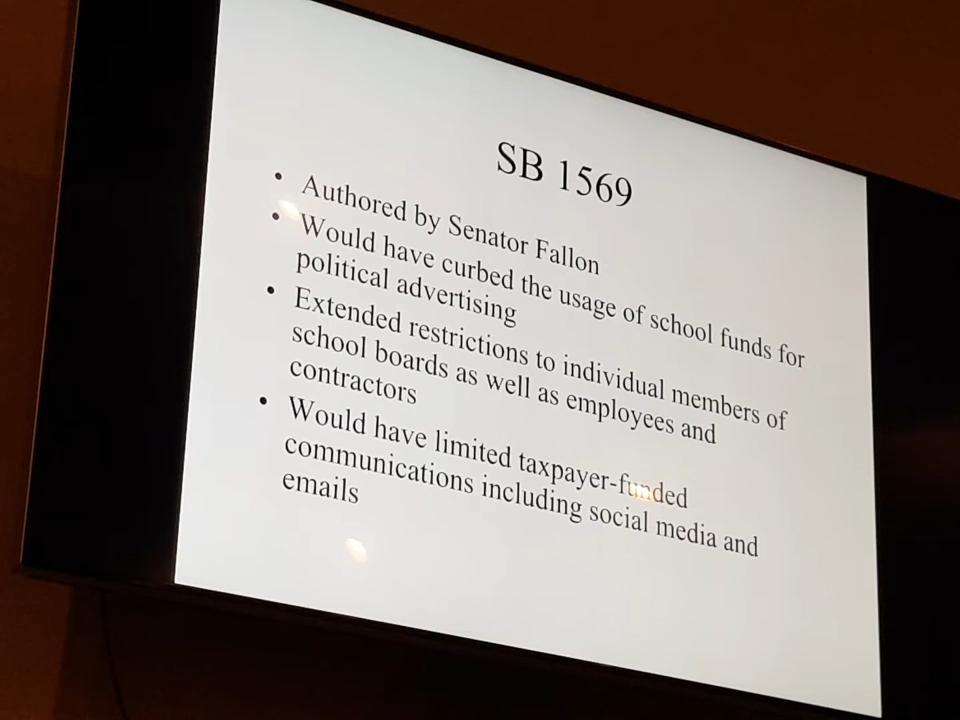 SB 1569
• Authored by Senator Fallon
• Would have curbed the usage of school funds for
political advertising
• Extended restrictions to individual members of
school boards as well as employees and
contractors
• Would have limited taxpayer-funded
communications including social media and
emails